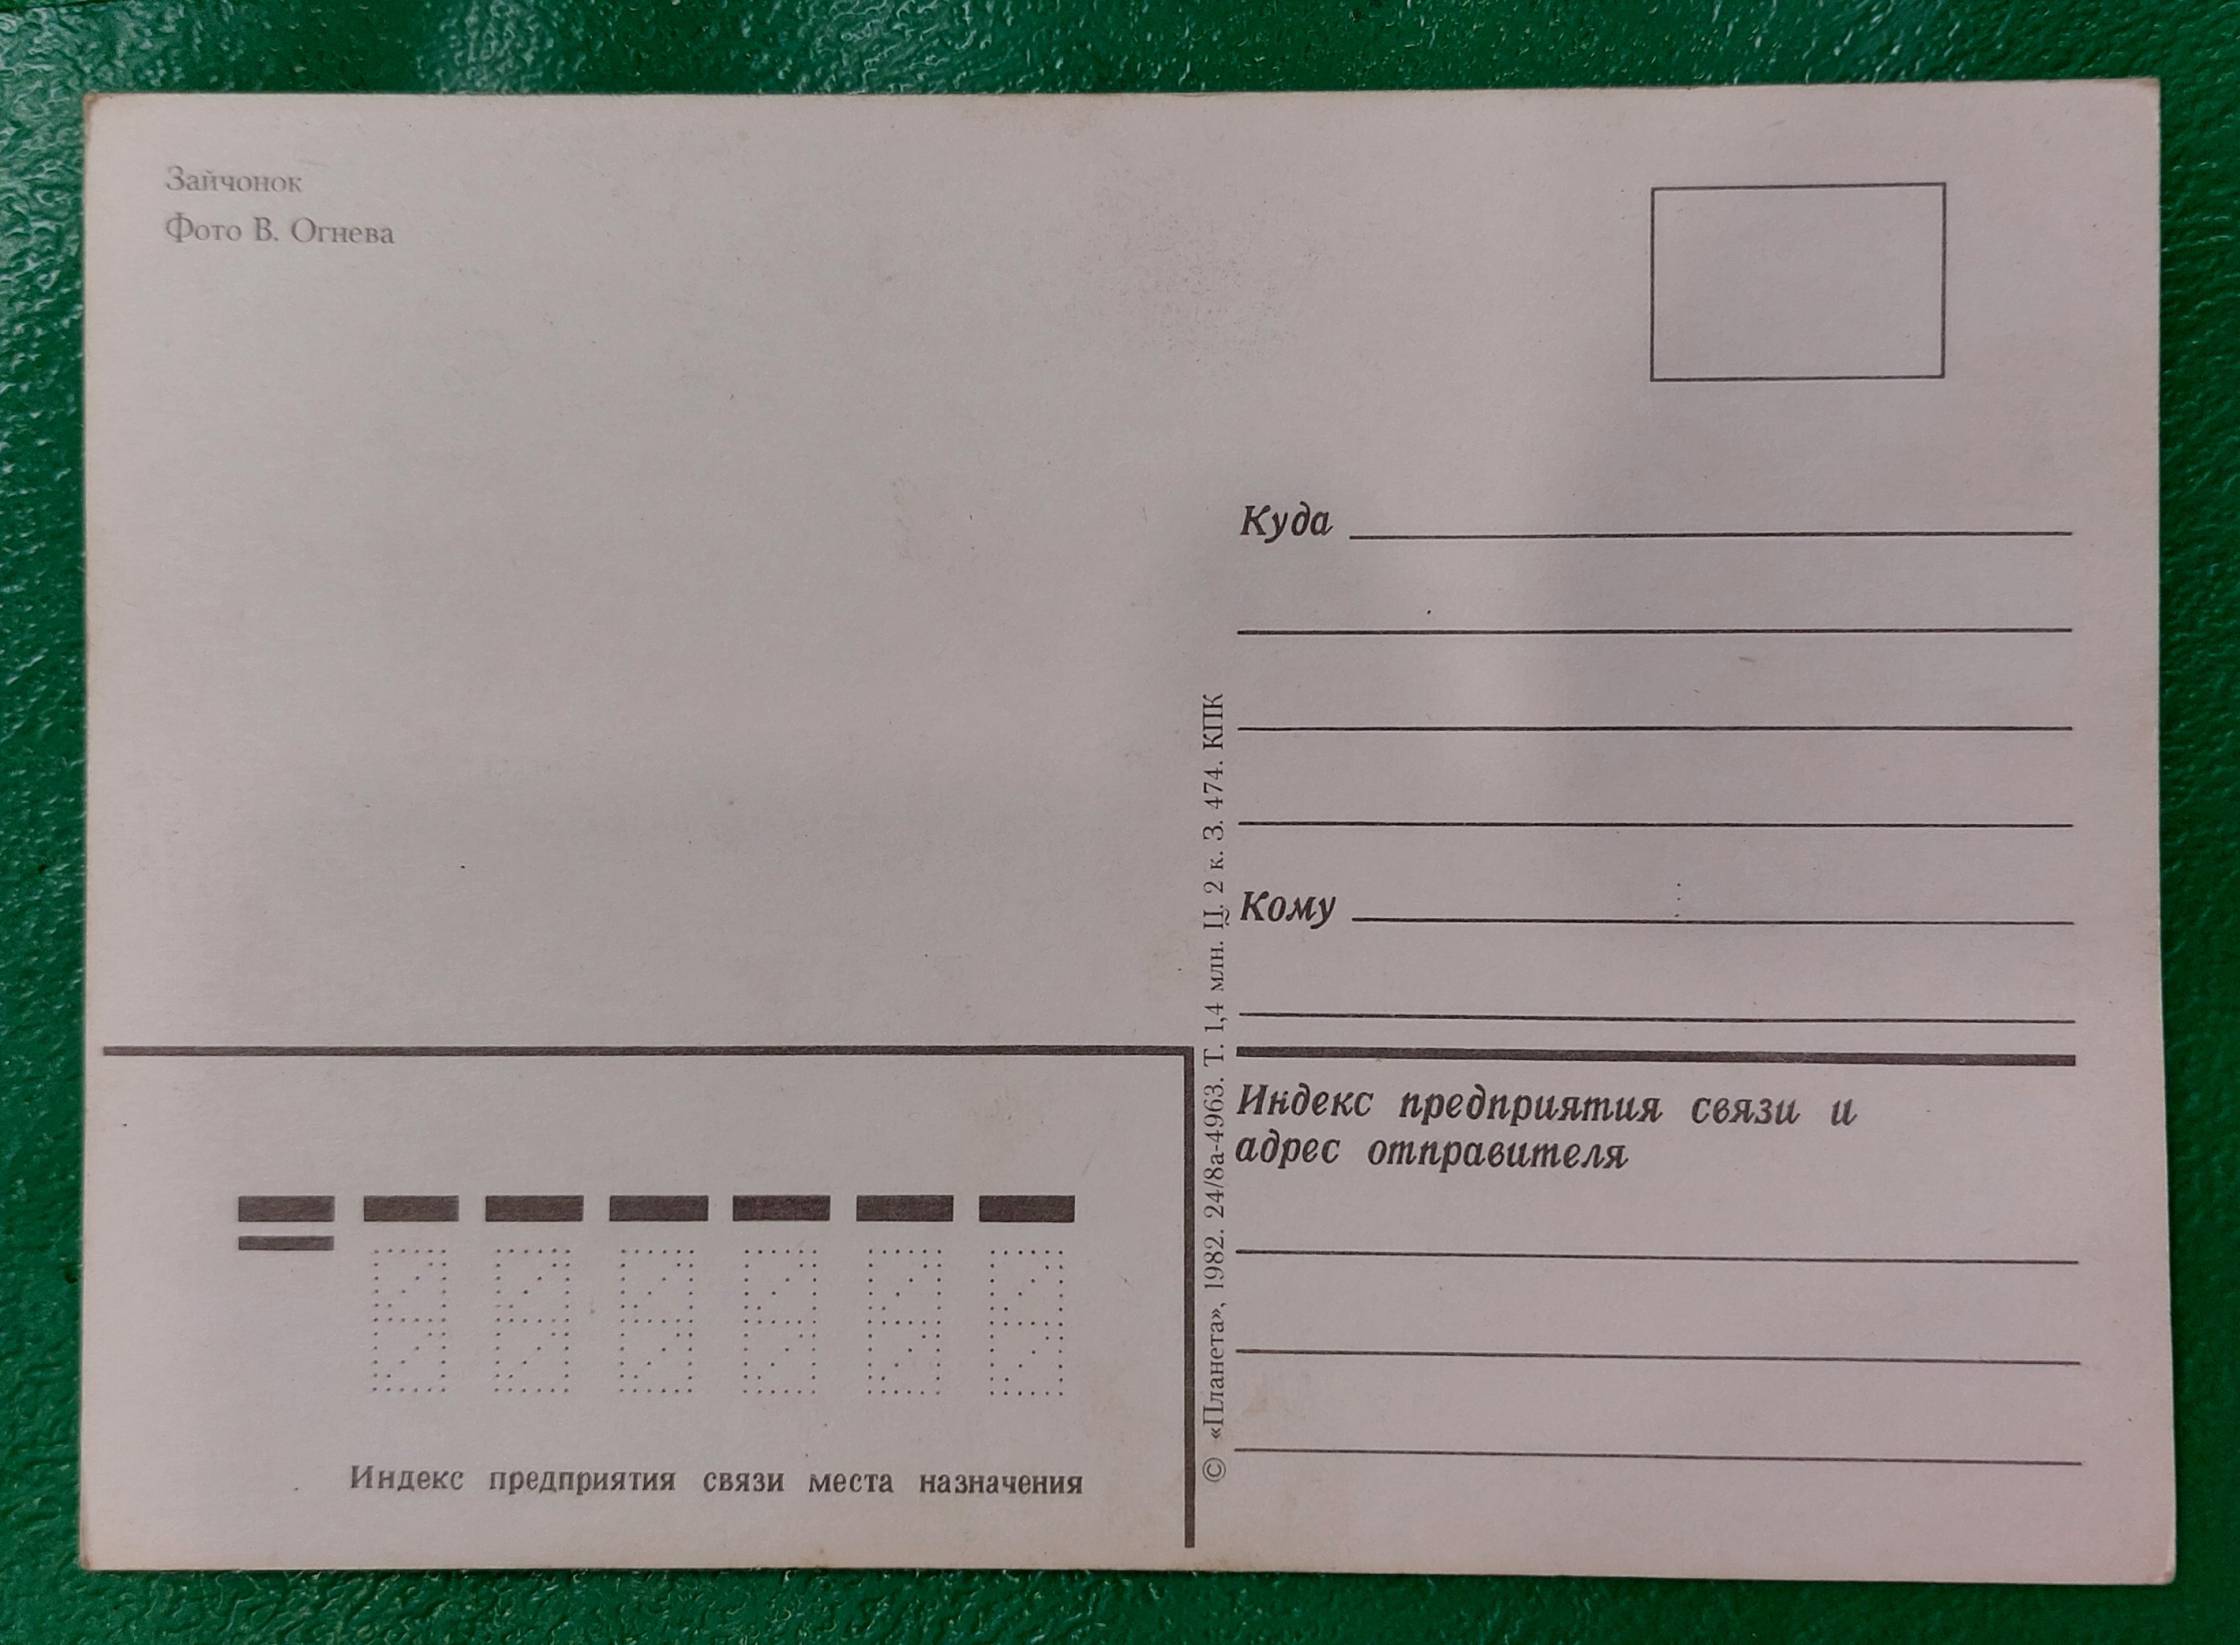 Зайчонок
Фото В. Огнева
Куда
Кому
Индекс предприятия связи и
адрес отправителя
Индекс предприятия связи места назначения
© «Планета», 1982. 24/8а-4963. Т. 1,4 млн. Ц. 2 к. З. 474. КПК